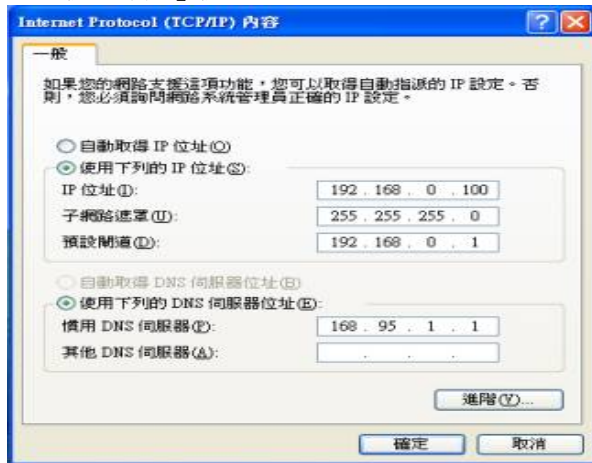 Internet Protocol (TCP/IP) 內容
一般
如果您的網路支援這項功能，您可以取得自動指派的 IP 設定。否
則，您必須詢問網路系統管理員正確的 IP 設定。
自動取得 IP 位址(O)
使用下列的 IP 位址(S):
IP 位址(I): 192 . 168 . 0 . 100
子網路遮罩(U): 255 . 255 . 255 . 0
預設閘道(D): 192 . 168 . 0 . 1
自動取得 DNS 伺服器位址(B)
使用下列的 DNS 伺服器位址(E):
慣用 DNS 伺服器(P): 168 . 95 . 1 . 1
其他 DNS 伺服器(A): . . .
進階(V)...
確定 取消